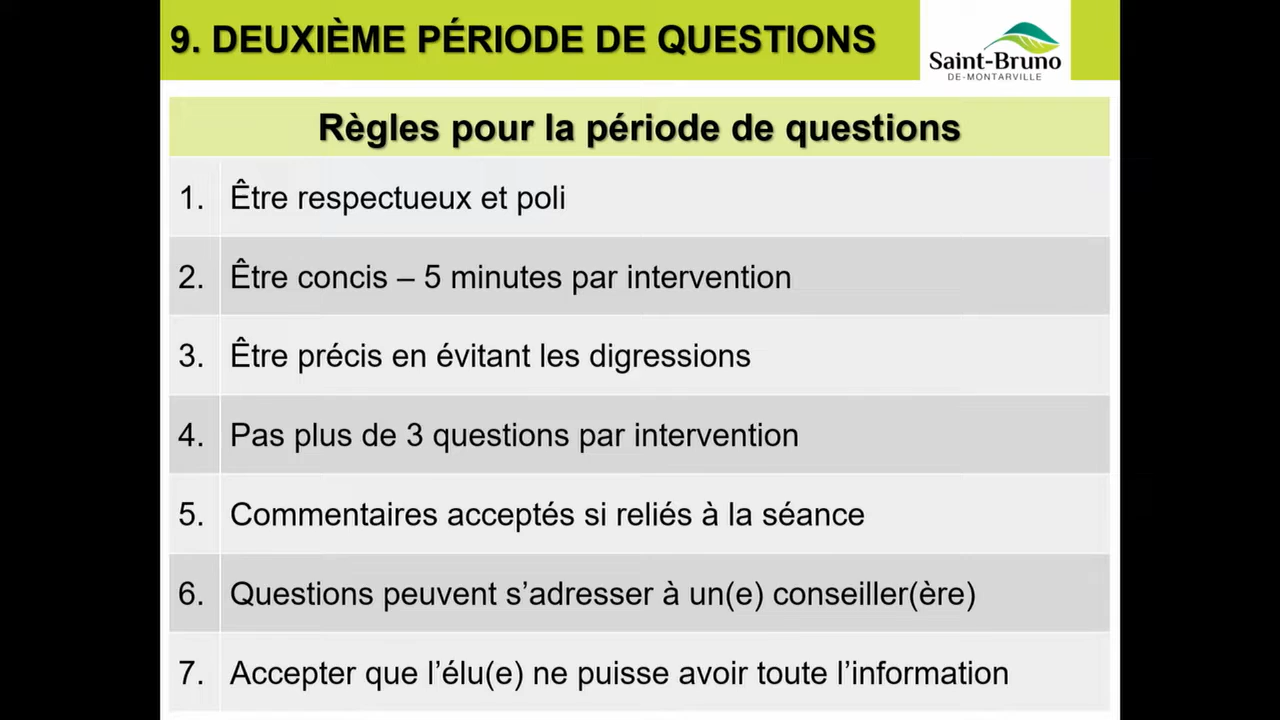 9. DEUXIÈME PÉRIODE DE QUESTIONS
Saint-Bruno
DE-MONTARVILLE
Règles pour la période de questions
1. Être respectueux et poli
2. Être concis – 5 minutes par intervention
3. Être précis en évitant les digressions
4. Pas plus de 3 questions par intervention
5. Commentaires acceptés si reliés à la séance
6. Questions peuvent s’adresser à un(e) conseiller(ère)
7. Accepter que l’élu(e) ne puisse avoir toute l’information